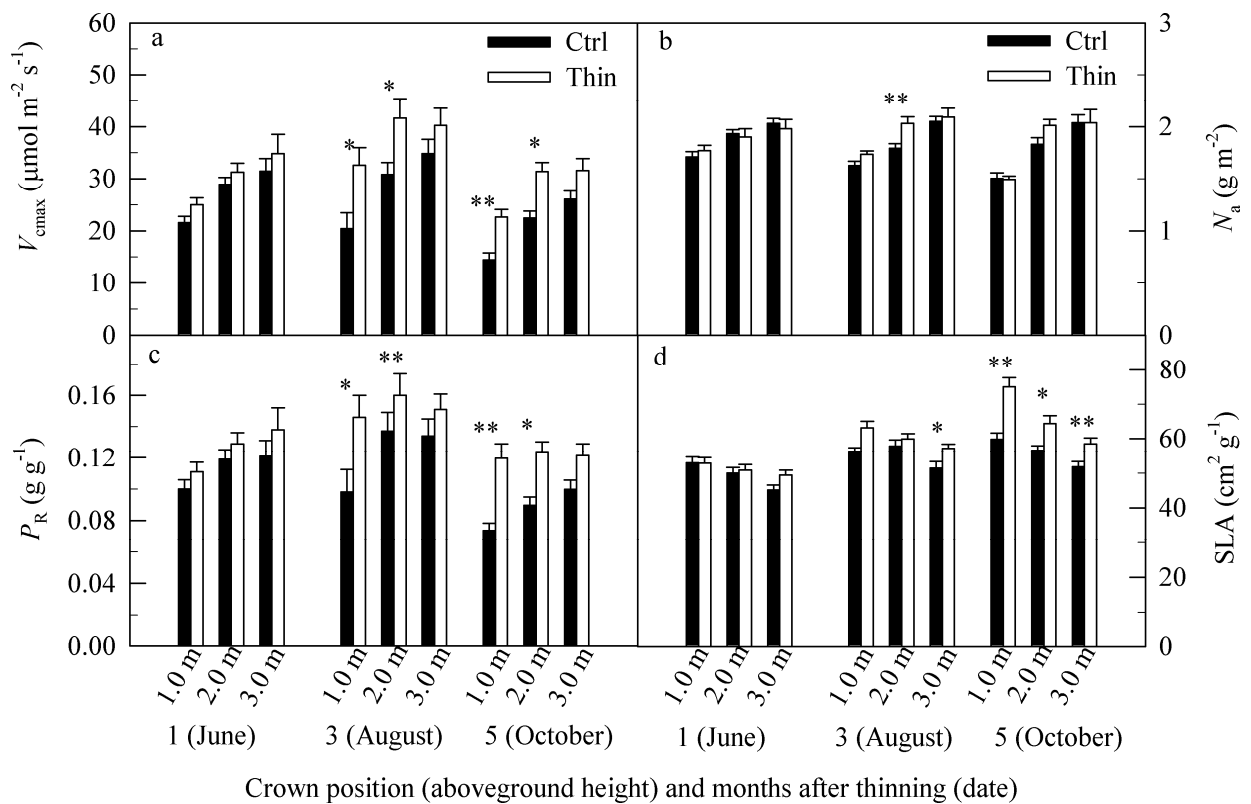 60
50
40
30
20
10
0
V_cmax (μmol m⁻² s⁻¹)
a
Ctrl
Thin
*
*
**
*
b
Ctrl
Thin
**
3
2
1
0
N_a (g m⁻²)
0.16
0.12
0.08
0.04
0.00
P_R (g g⁻¹)
c
*
**
**
*
d
*
**
*
**
80
60
40
20
0
SLA (cm² g⁻¹)
1.0 m 2.0 m 3.0 m 1.0 m 2.0 m 3.0 m 1.0 m 2.0 m 3.0 m 1.0 m 2.0 m 3.0 m 1.0 m 2.0 m 3.0 m 1.0 m 2.0 m 3.0 m
1 (June) 3 (August) 5 (October) 1 (June) 3 (August) 5 (October)
Crown position (aboveground height) and months after thinning (date)